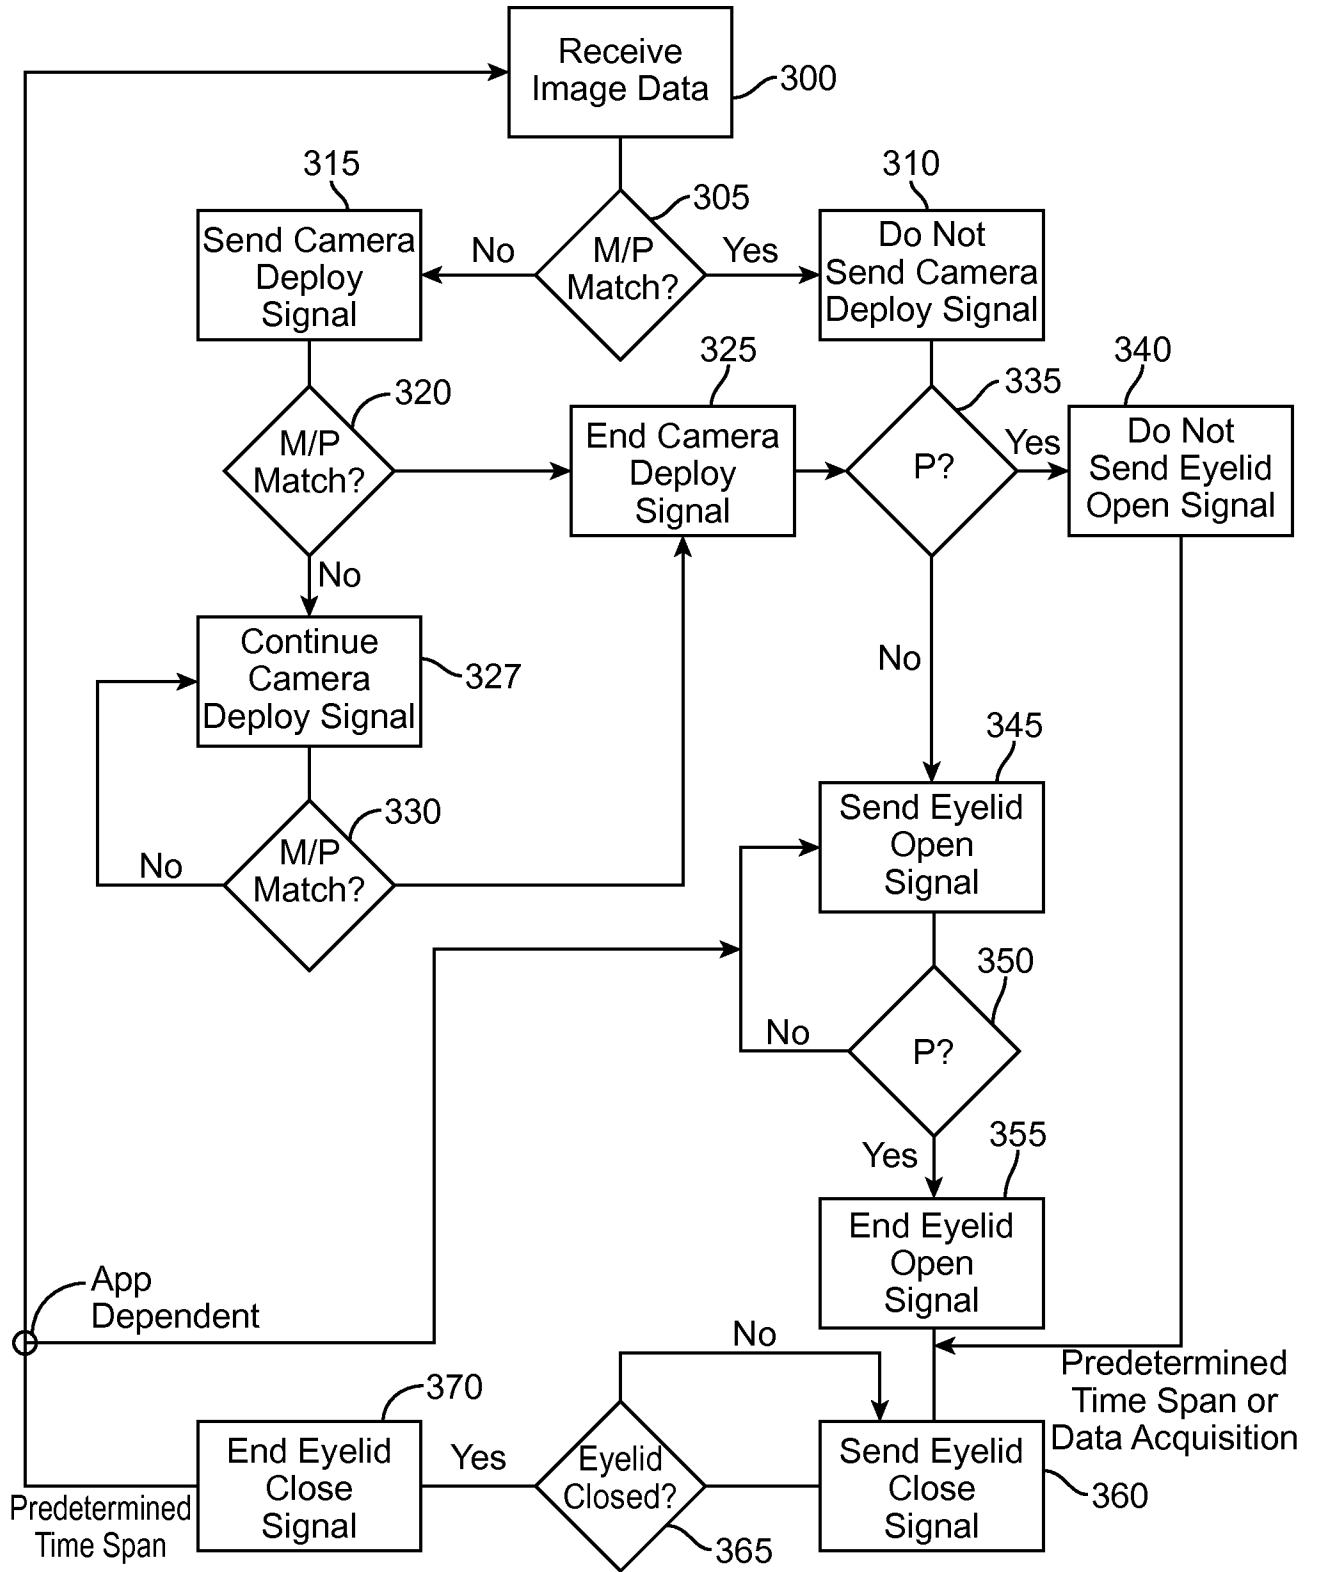 Receive
Image Data
300
315
310
305
Send Camera
Deploy
Signal
No
M/P
Match?
Yes
Do Not
Send Camera
Deploy Signal
325
340
320
335
M/P
Match?
End Camera
Deploy
Signal
P?
Yes
Do Not
Send Eyelid
Open Signal
No
Continue
Camera
Deploy Signal
327
No
345
330
M/P
Match?
No
Send Eyelid
Open
Signal
350
No
P?
355
Yes
End Eyelid
Open
Signal
App
Dependent
No
Predetermined
Time Span or
Data Acquisition
370
End Eyelid
Close
Signal
Yes
Eyelid
Closed?
Send Eyelid
Close
Signal
360
Predetermined
Time Span
365